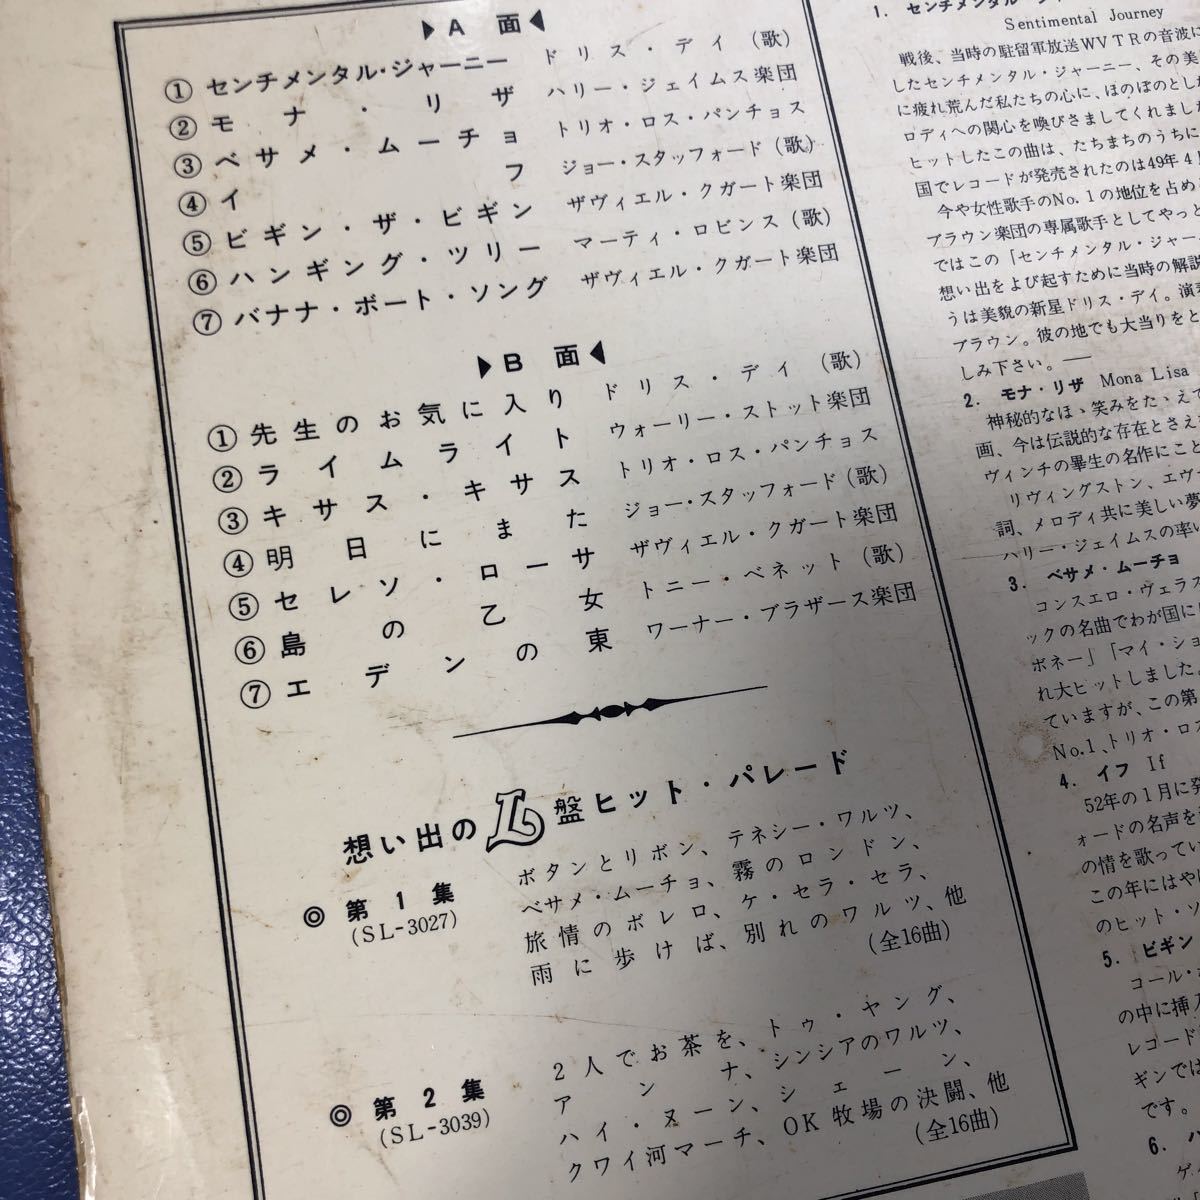 ▶A 面◀
① センチメンタル・ジャーニー ドリス・デイ(歌)
② モナ・リザ ハリー・ジェイムス楽団
③ ベサメ・ムーチョ トリオ・ロス・パンチョス
④ イフ ジョー・スタッフォード(歌)
⑤ ビギン・ザ・ビギン ザヴィエル・クガート楽団
⑥ ハンギング・ツリー マーティ・ロビンス(歌)
⑦ バナナ・ボート・ソング ザヴィエル・クガート楽団
▶B 面◀
① 先生のお気に入り ドリス・デイ(歌)
② ライムライト ウォーリー・ストット楽団
③ キサス・キサス トリオ・ロス・パンチョス
④ 明日にまた ジョー・スタッフォード(歌)
⑤ セレソ・ローサ ザヴィエル・クガート楽団
⑥ 島の乙女 トニー・ベネット(歌)
⑦ エデンの東 ワーナー・ブラザース楽団
想い出のL盤ヒット・パレード
◎ 第1集 ボタンとリボン、テネシー・ワルツ、
(SL-3027) ベサメ・ムーチョ、霧のロンドン、
旅情のボレロ、ケ・セラ・セラ、
雨に歩けば、別れのワルツ、他
(全16曲)
◎ 第2集 2人でお茶を、トゥ・ヤング、
(SL-3039) アンナ、シンシアのワルツ、
ハイ・ヌーン、シェーン、
クワイ河マーチ、OK牧場の決闘、他
(全16曲)
1. センチメンタル・
Sentimental Journey
戦後、当時の駐留軍放送WVTRの音波に
したセンチメンタル・ジャーニー、その美
に疲れ荒んだ私たちの心に、ほのぼのとし
ロディへの関心を喚びさましてくれまし
ヒットしたこの曲は、たちまちのうちに
国でレコードが発売されたのは49年4
今や女性歌手のNo.1の地位を占め
ブラウン楽団の専属歌手としてやっと
ではこの「センチメンタル・ジャー
想い出をよび起すために当時の解説
うは美貌の新星ドリス・デイ。演奏
ブラウン。彼の地でも大当りをと
しみ下さい。——
2. モナ・リザ Mona Lisa
神秘的なほゝ笑みをたゝえて
画、今は伝説的な存在とさえ
ヴィンチの畢生の名作にこと
リヴィングストン、エヴ
詞、メロディ共に美しい夢
ハリー・ジェイムスの率い
3. ベサメ・ムーチョ
コンスエロ・ヴェラス
ックの名曲でわが国に
ボネー」「マイ・ショ
れ大ヒットしました。
ていますが、この第
No.1、トリオ・ロス
4. イフ If
52年の1月に発
ォードの名声を
の情を歌ってい
この年にはやは
のヒット・ソ
5. ビギン
コール・
の中に挿
レコード
ギンでは
です。
6.